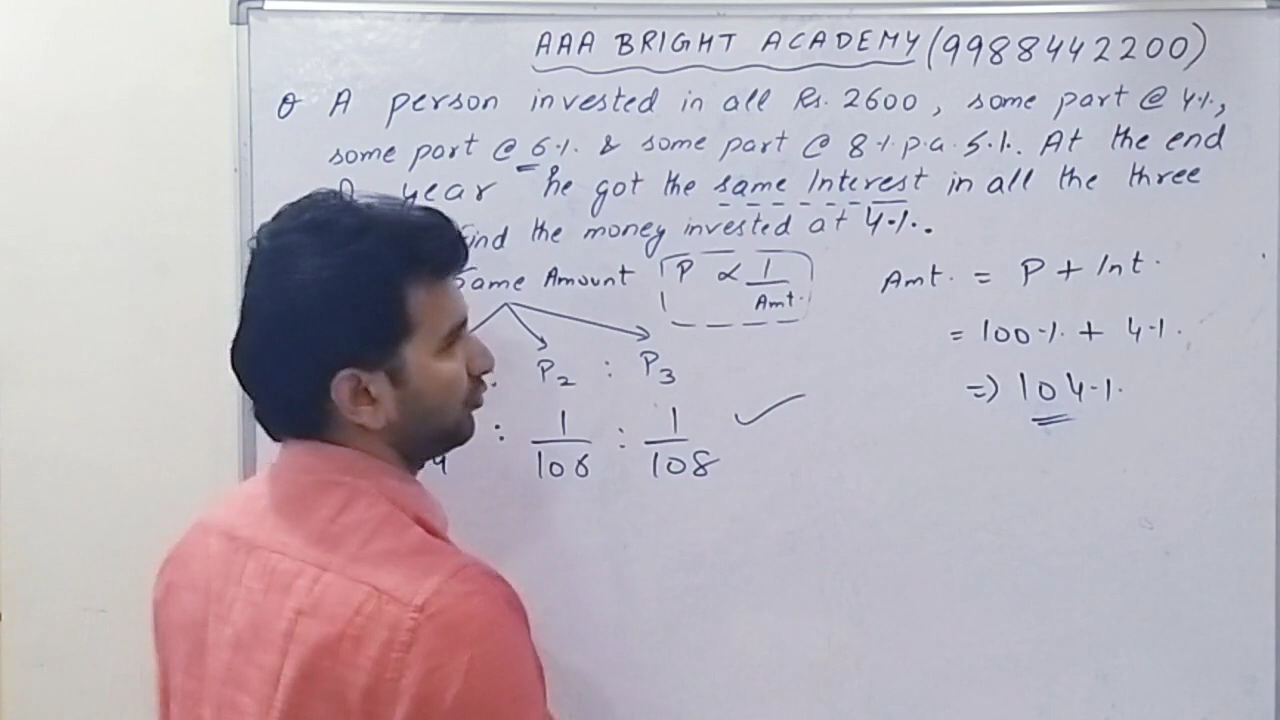 AAA BRIGHT ACADEMY (9988442200)
Q A person invested in all Rs. 2600, some part @ 4%,
some part @ 6% & some part @ 8% p.a. S.I. At the end
year he got the same Interest in all the three
find the money invested at 4%.
Same Amount P ∝ 1/Amt.
Amt. = P + Int.
= 100% + 4%.
P2 : P3
=> 104%.
4 : 1/106 : 1/108 ✓